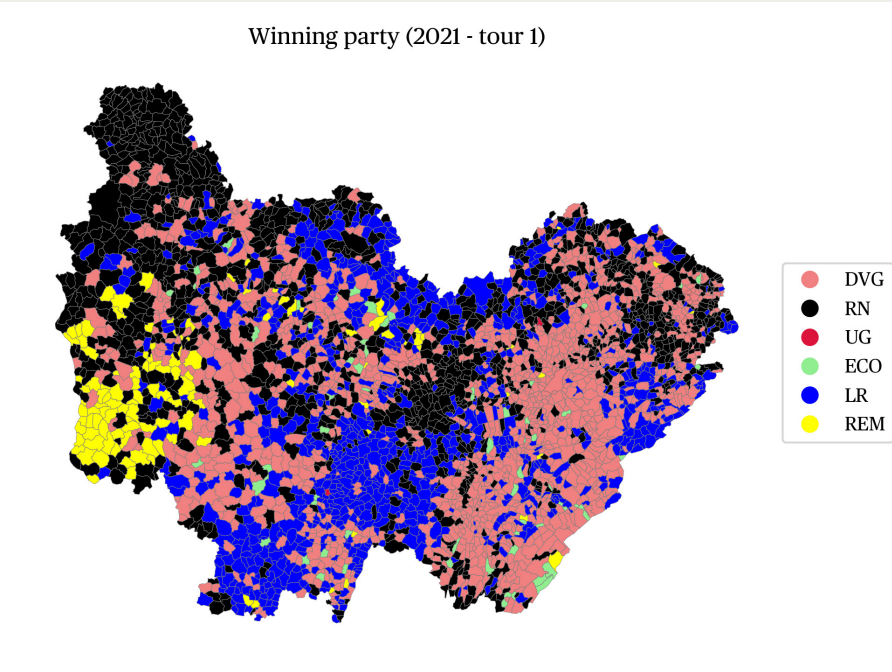 Winning party (2021 - tour 1)
DVG
RN
UG
ECO
LR
REM